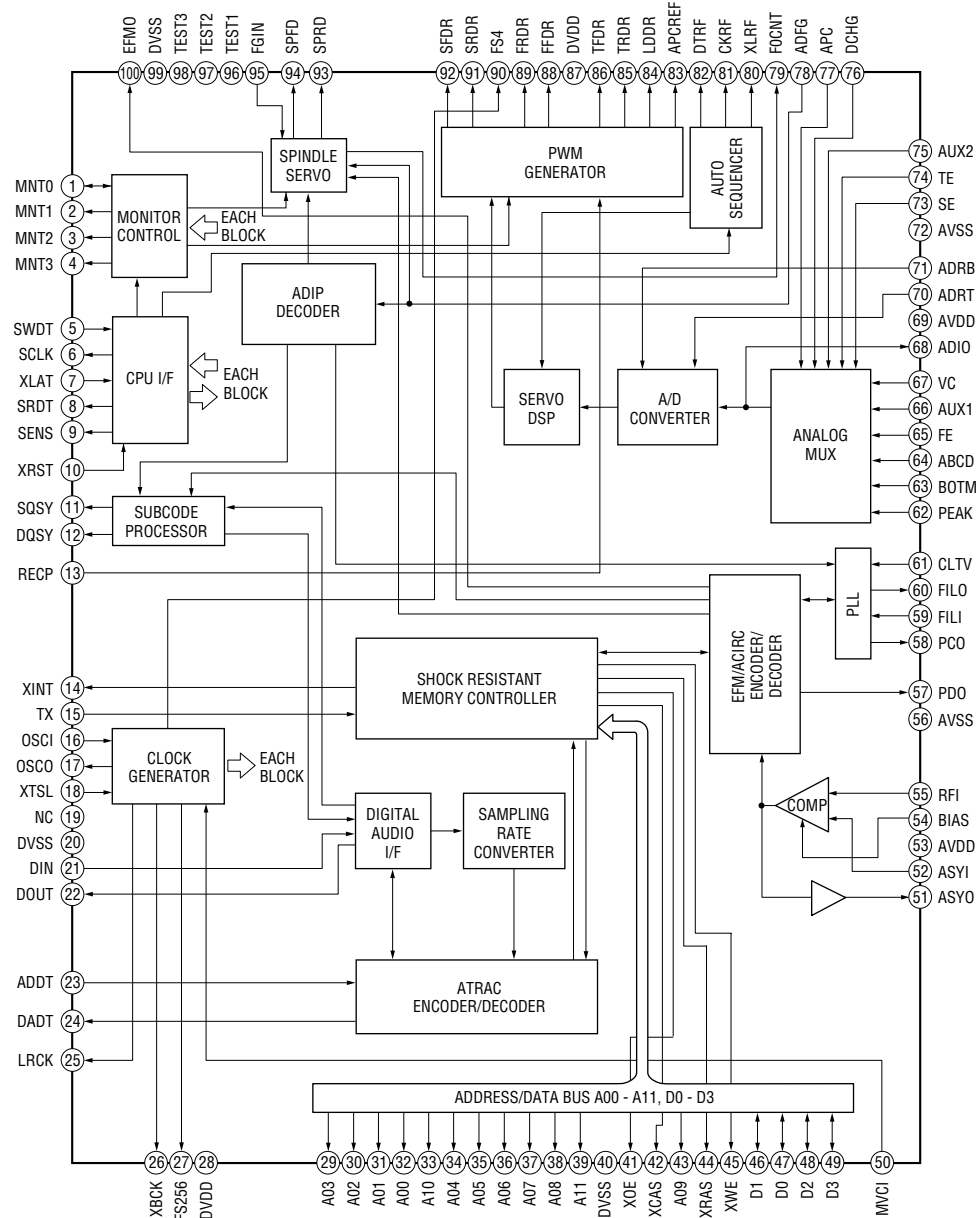 EFMO
DVSS
TEST3
TEST2
TEST1
FGIN
SPFD
SPRD
SFDR
SRDR
FS4
FRDR
FFDR
DVDD
TFDR
TRDR
LDDR
APCREF
DTRF
CKRF
XLRF
F0CNT
ADFG
APC
DCHG
100
99
98
97
96
95
94
93
92
91
90
89
88
87
86
85
84
83
82
81
80
79
78
77
76
MNT0 1
MNT1 2
MNT2 3
MNT3 4
SWDT 5
SCLK 6
XLAT 7
SRDT 8
SENS 9
XRST 10
SQSY 11
DQSY 12
RECP 13
XINT 14
TX 15
OSCI 16
OSCO 17
XTSL 18
NC 19
DVSS 20
DIN 21
DOUT 22
ADDT 23
DADT 24
LRCK 25
SPINDLE
SERVO
PWM
GENERATOR
AUTO
SEQUENCER
MONITOR
CONTROL
EACH
BLOCK
ADIP
DECODER
CPU I/F
EACH
BLOCK
SERVO
DSP
A/D
CONVERTER
ANALOG
MUX
SUBCODE
PROCESSOR
EFM/ACIRC
ENCODER/
DECODER
PLL
SHOCK RESISTANT
MEMORY CONTROLLER
CLOCK
GENERATOR
EACH
BLOCK
DIGITAL
AUDIO
I/F
SAMPLING
RATE
CONVERTER
COMP
ATRAC
ENCODER/DECODER
ADDRESS/DATA BUS A00 - A11, D0 - D3
75 AUX2
74 TE
73 SE
72 AVSS
71 ADRB
70 ADRT
69 AVDD
68 ADIO
67 VC
66 AUX1
65 FE
64 ABCD
63 BOTM
62 PEAK
61 CLTV
60 FILO
59 FILI
58 PCO
57 PDO
56 AVSS
55 RFI
54 BIAS
53 AVDD
52 ASYI
51 ASYO
26
27
28
29
30
31
32
33
34
35
36
37
38
39
40
41
42
43
44
45
46
47
48
49
50
XBCK
FS256
DVDD
A03
A02
A01
A00
A10
A04
A05
A06
A07
A08
A11
DVSS
XOE
XCAS
A09
XRAS
XWE
D1
D0
D2
D3
MVCI